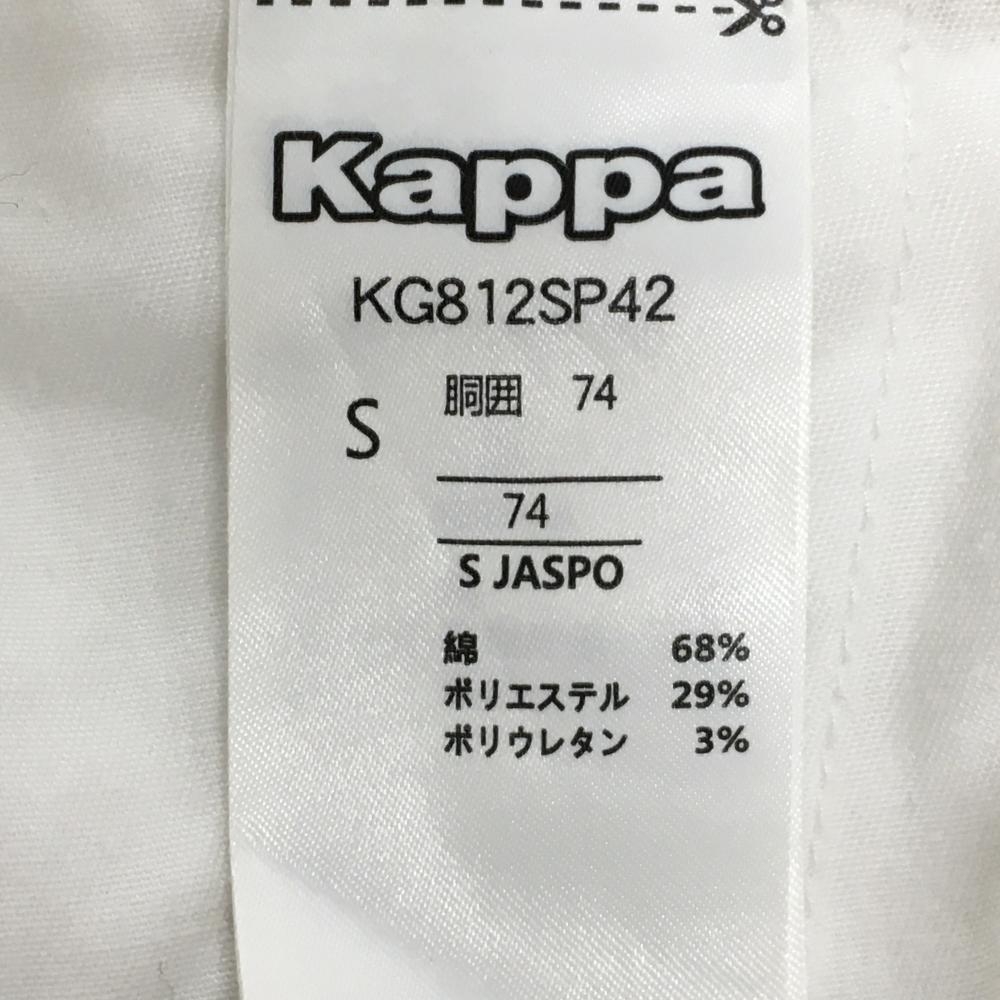 Kappa
KG812SP42
S 胴囲 74
74
S JASPO
綿 68%
ポリエステル 29%
ポリウレタン 3%